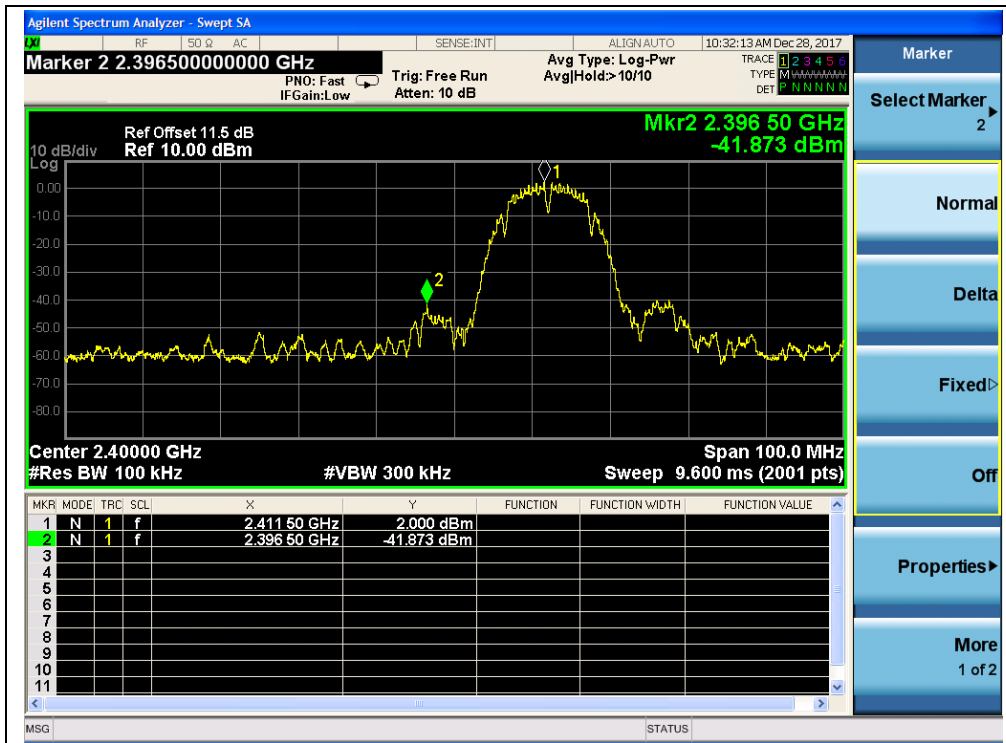 Agilent Spectrum Analyzer - Swept SA
LXI RF 50 Ω AC SENSE:INT ALIGN AUTO 10:32:13 AM Dec 28, 2017
Marker 2 2.396500000000 GHz
PNO: Fast
IFGain:Low
Trig: Free Run
Atten: 10 dB
Avg Type: Log-Pwr
Avg|Hold:>10/10
TRACE 1 2 3 4 5 6
TYPE M
DET P N N N N N
Mkr2 2.396 50 GHz
-41.873 dBm
Ref Offset 11.5 dB
10 dB/div Ref 10.00 dBm
Log
0.00
-10.0
-20.0
-30.0
-40.0
-50.0
-60.0
-70.0
-80.0
1
2
Center 2.40000 GHz Span 100.0 MHz
#Res BW 100 kHz #VBW 300 kHz Sweep 9.600 ms (2001 pts)
MKR MODE TRC SCL X Y FUNCTION FUNCTION WIDTH FUNCTION VALUE
1 N 1 f 2.411 50 GHz 2.000 dBm
2 N 1 f 2.396 50 GHz -41.873 dBm
3
4
5
6
7
8
9
10
11
MSG STATUS
Marker
Select Marker
2
Normal
Delta
Fixed
Off
Properties
More
1 of 2